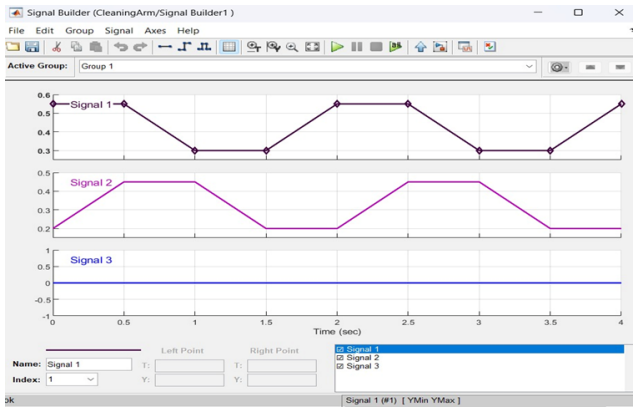 Signal Builder (CleaningArm/Signal Builder1 )
File Edit Group Signal Axes Help
Active Group: Group 1
0.6
0.5
0.4
0.3
Signal 1
0.5
0.4
0.3
0.2
Signal 2
1
0.5
0
-0.5
-1
Signal 3
0 0.5 1 1.5 2 2.5 3 3.5 4
Time (sec)
Left Point Right Point
Name: Signal 1 T: T:
Index: 1 Y: Y:
Signal 1
Signal 2
Signal 3
ok Signal 1 (#1) [ YMin YMax ]